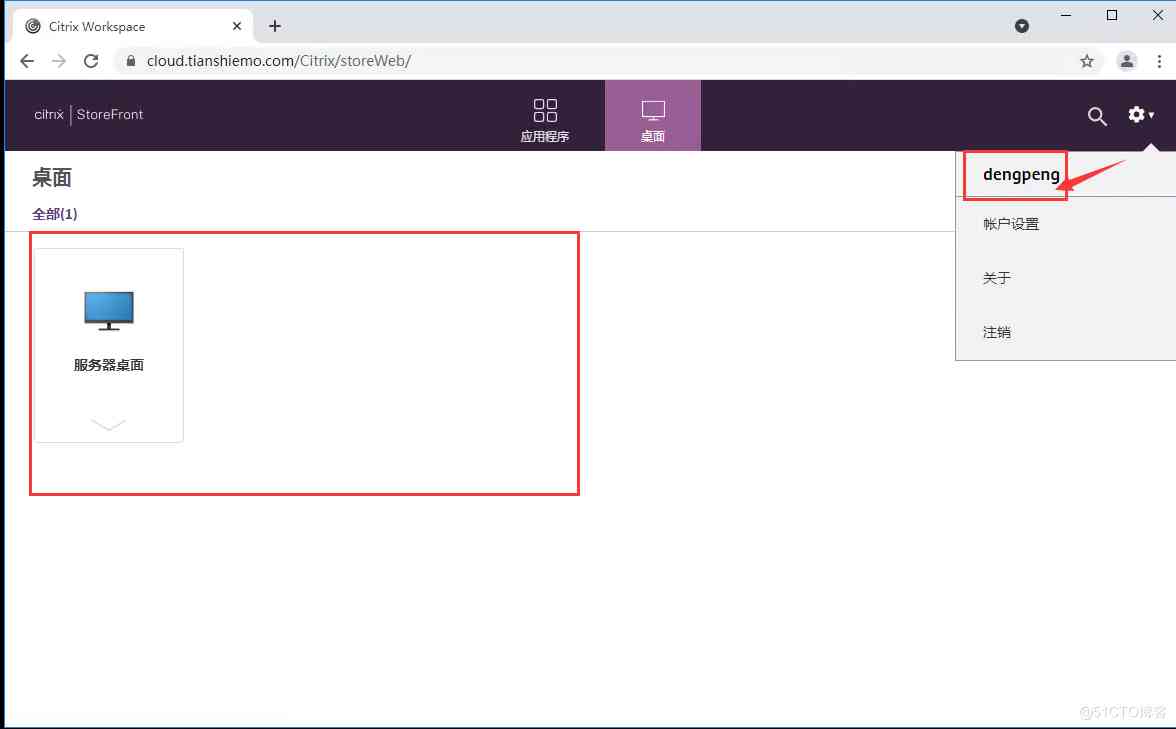 Citrix Workspace
cloud.tianshiemo.com/Citrix/storeWeb/
citrix StoreFront
应用程序
桌面
桌面
全部(1)
服务器桌面
dengpeng
帐户设置
关于
注销
@51CTO博客